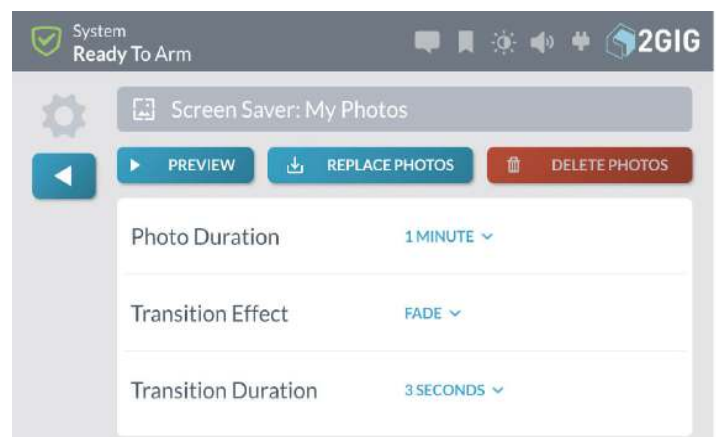 System
Ready To Arm
2GIG
Screen Saver: My Photos
PREVIEW
REPLACE PHOTOS
DELETE PHOTOS
Photo Duration
1 MINUTE
Transition Effect
FADE
Transition Duration
3 SECONDS